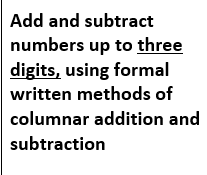 Add and subtract
numbers up to three
digits, using formal
written methods of
columnar addition and
subtraction